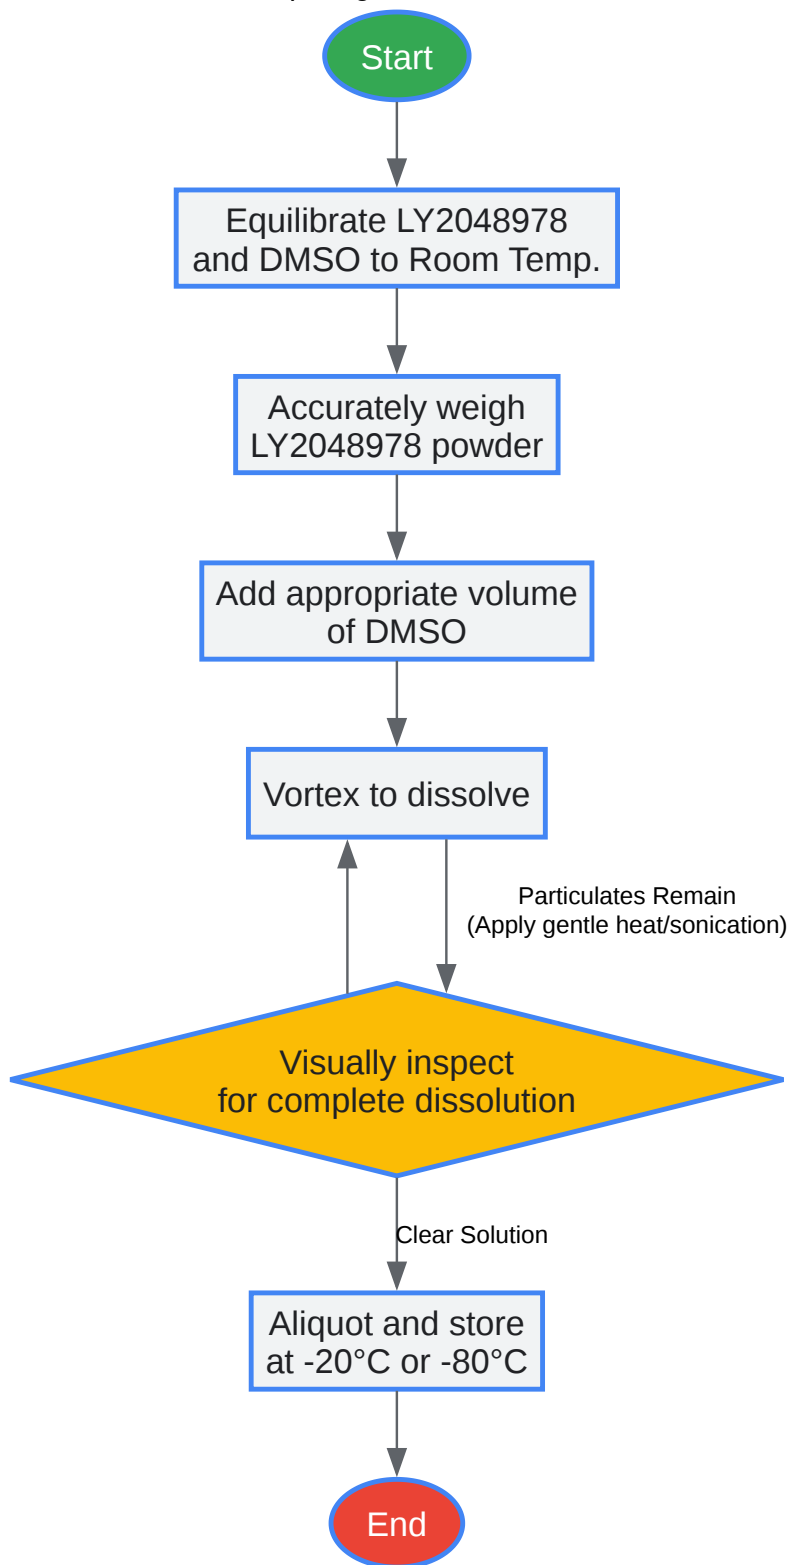 Start
Equilibrate LY2048978
and DMSO to Room Temp.
Accurately weigh
LY2048978 powder
Add appropriate volume
of DMSO
Vortex to dissolve
Particulates Remain
(Apply gentle heat/sonication)
Visually inspect
for complete dissolution
Clear Solution
Aliquot and store
at -20°C or -80°C
End